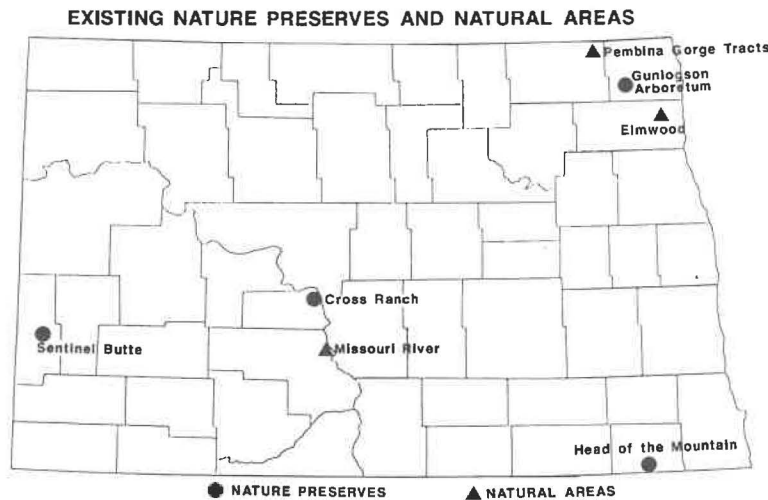 EXISTING NATURE PRESERVES AND NATURAL AREAS
Pembina Gorge Tracts
Gunlogson
Arboretum
Elmwood
Cross Ranch
Sentinel Butte
Missouri River
Head of the Mountain
NATURE PRESERVES
NATURAL AREAS